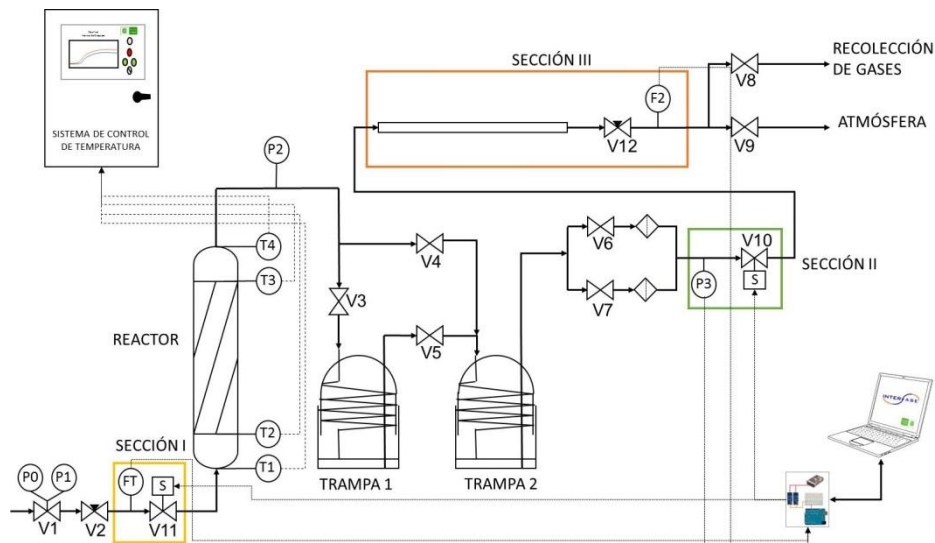 SISTEMA DE CONTROL
DE TEMPERATURA
SECCIÓN III
F2
V12
V8
RECOLECCIÓN
DE GASES
V9
ATMÓSFERA
P2
T4
T3
REACTOR
V3
V4
V5
V6
V7
P3
V10
S
SECCIÓN II
T2
T1
TRAMPA 1
TRAMPA 2
SECCIÓN I
P0
P1
V1
V2
FT
S
V11
INTERFASE